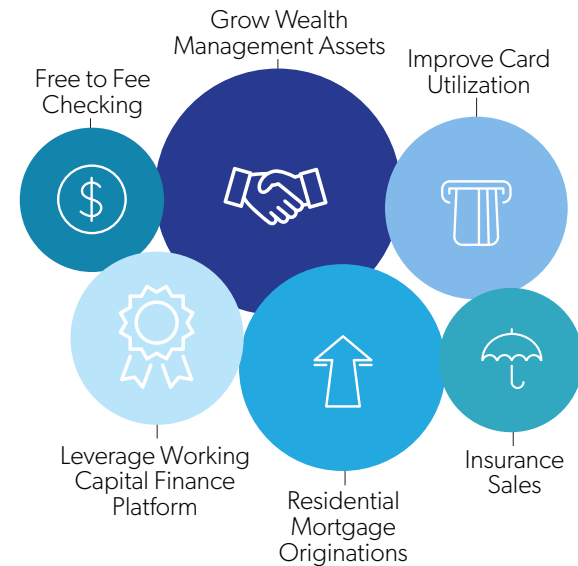 Grow Wealth
Management Assets
Free to Fee
Checking
Improve Card
Utilization
$
Leverage Working
Capital Finance
Platform
Residential
Mortgage
Originations
Insurance
Sales